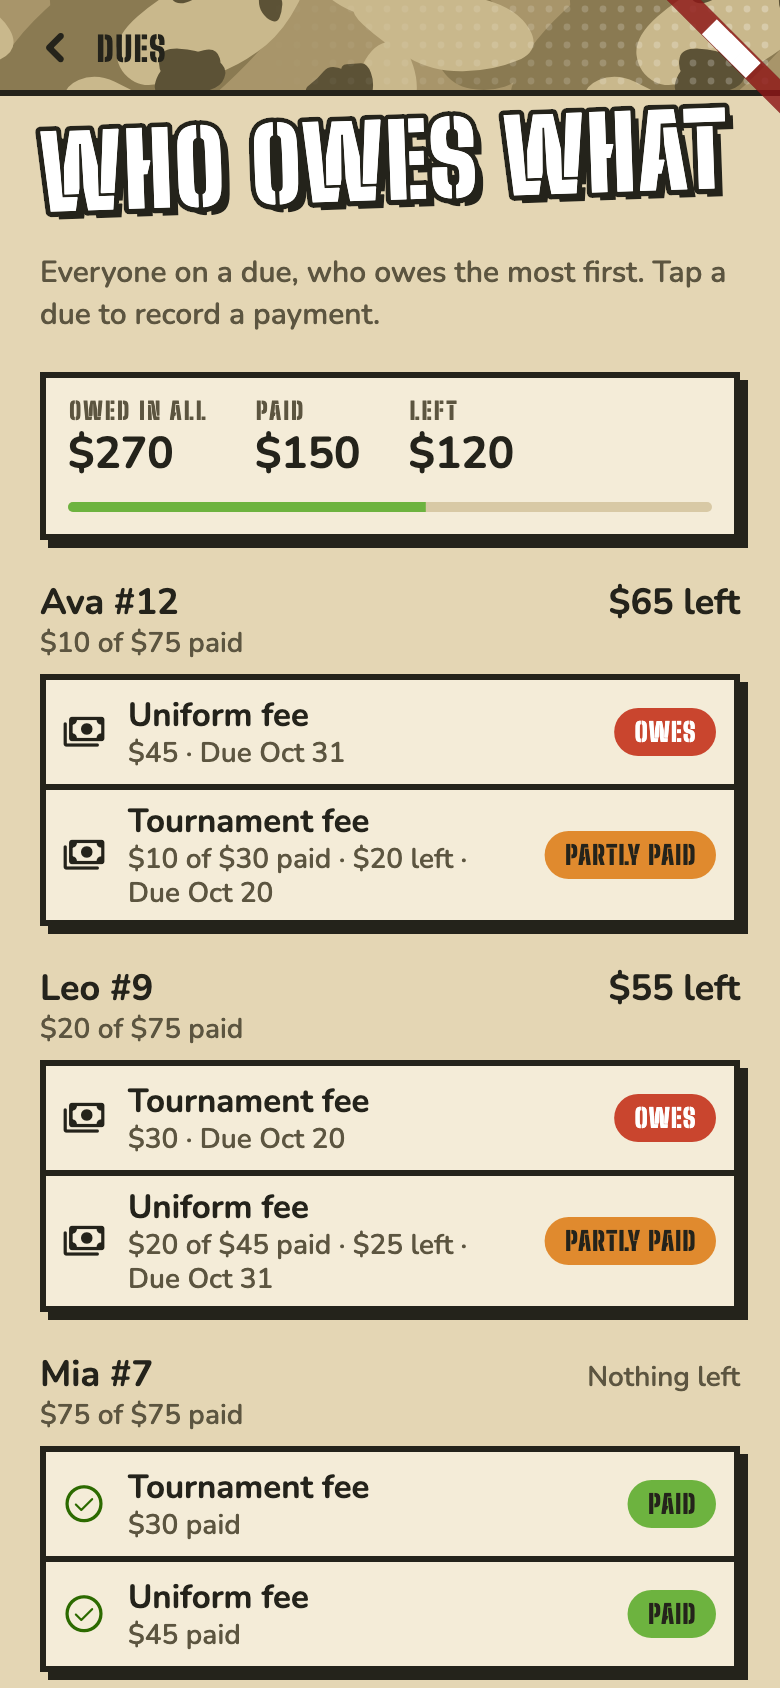 DUES
WHO OWES WHAT
Everyone on a due, who owes the most first. Tap a
due to record a payment.
OWED IN ALL PAID LEFT
$270 $150 $120
Ava #12 $65 left
$10 of $75 paid
Uniform fee
$45 · Due Oct 31
OWES
Tournament fee
$10 of $30 paid · $20 left ·
Due Oct 20
PARTLY PAID
Leo #9 $55 left
$20 of $75 paid
Tournament fee
$30 · Due Oct 20
OWES
Uniform fee
$20 of $45 paid · $25 left ·
Due Oct 31
PARTLY PAID
Mia #7 Nothing left
$75 of $75 paid
Tournament fee
$30 paid
PAID
Uniform fee
$45 paid
PAID